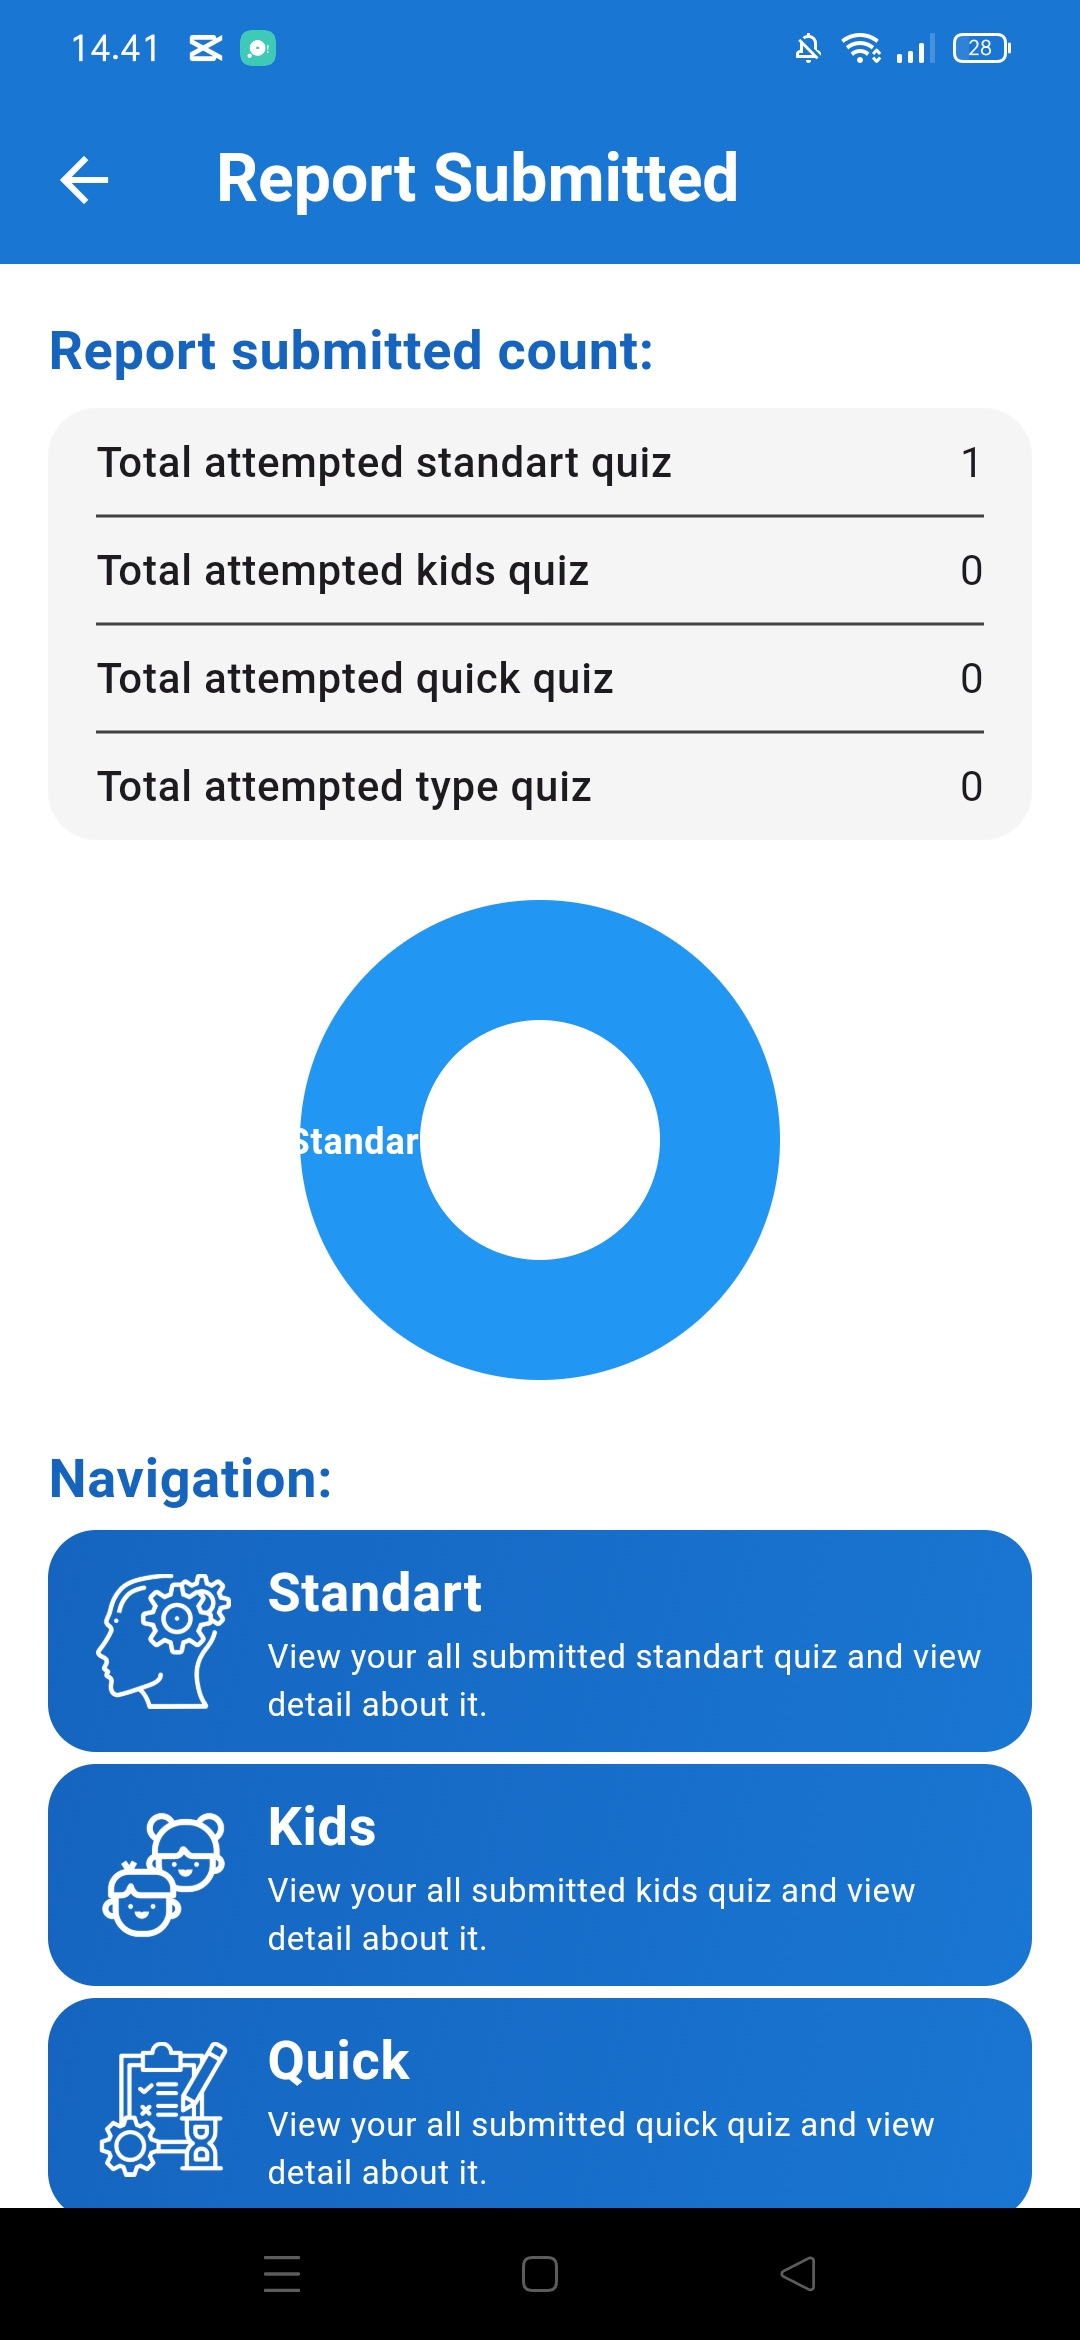 14.41
28
Report Submitted
Report submitted count:
Total attempted standart quiz 1
Total attempted kids quiz 0
Total attempted quick quiz 0
Total attempted type quiz 0
Standar
Navigation:
Standart
View your all submitted standart quiz and view
detail about it.
Kids
View your all submitted kids quiz and view
detail about it.
Quick
View your all submitted quick quiz and view
detail about it.